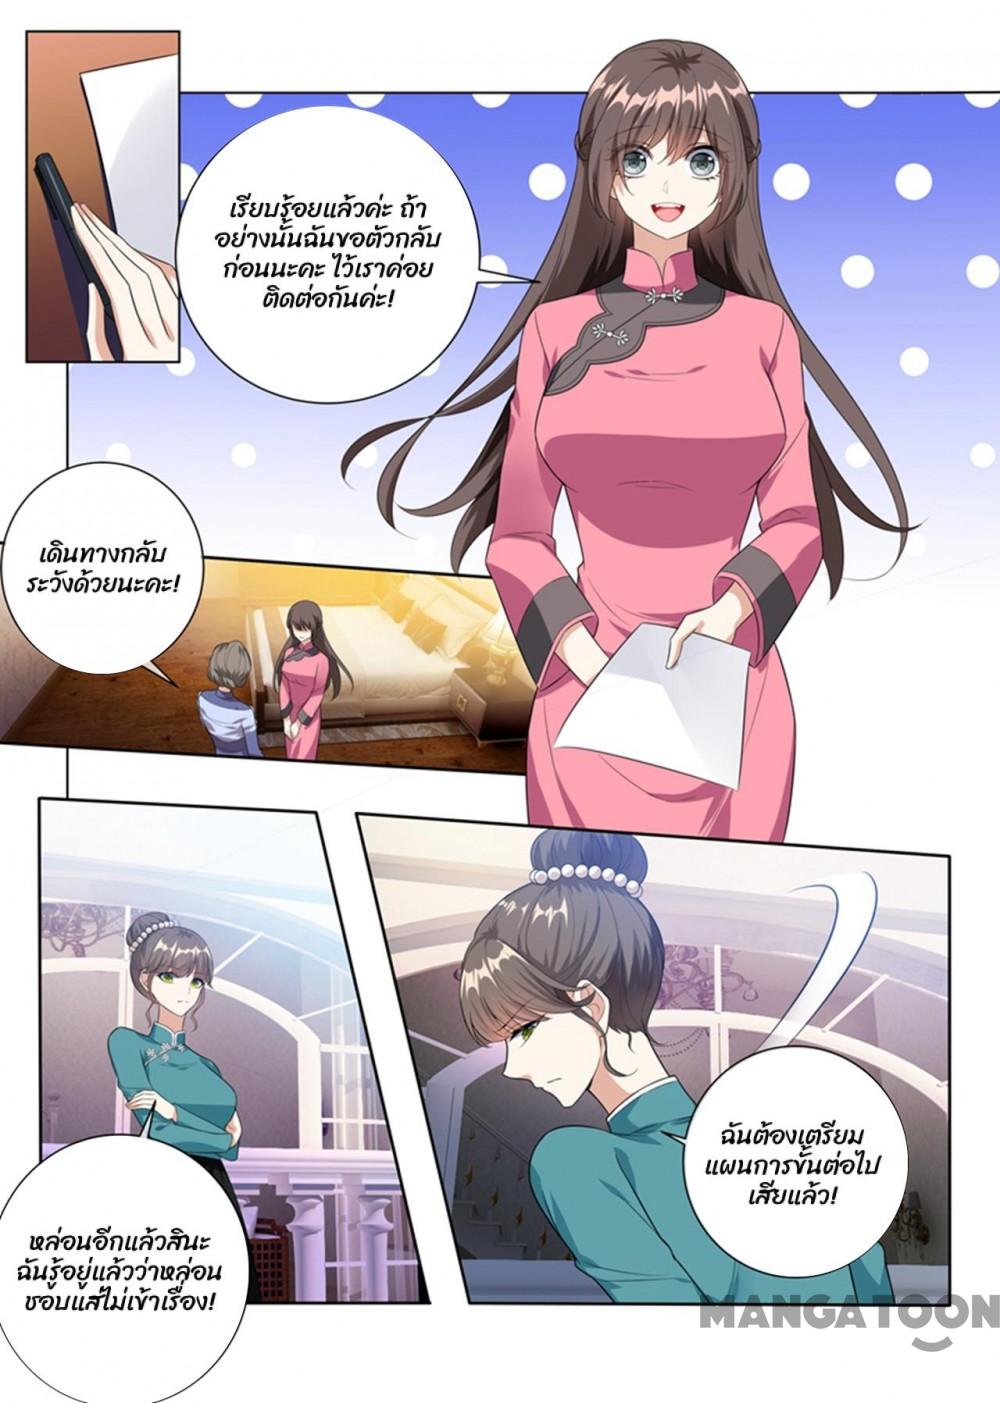 เรียบร้อยแล้วค่ะ ถ้า
อย่างนั้นฉันขอตัวกลับ
ก่อนนะคะ ไว้เราค่อย
ติดต่อกันค่ะ!
เดินทางกลับ
ระวังด้วยนะคะ!
ฉันต้องเตรียม
แผนการขั้นต่อไป
เสียแล้ว!
หล่อนอีกแล้วสินะ
ฉันรู้อยู่แล้วว่าหล่อน
ชอบแส่ไม่เข้าเรื่อง!
MANGATOON